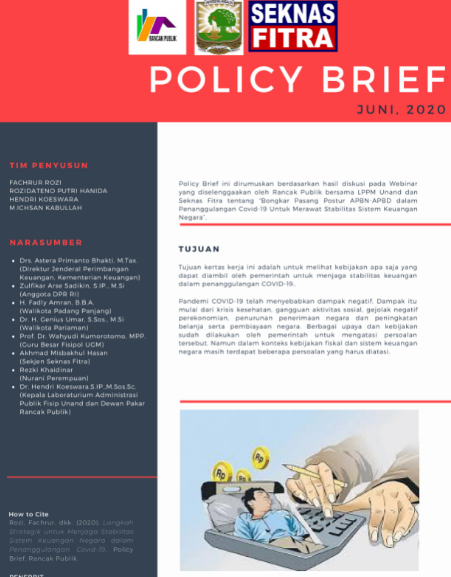 RANCAK PUBLIK
SEKNAS
FITRA
POLICY BRIEF
JUNI, 2020
TIM PENYUSUN
FACHRUR ROZI
ROZIDATENO PUTRI HANIDA
HENDRI KOESWARA
M.ICHSAN KABULLAH
NARASUMBER
• Drs. Astera Primanto Bhakti, M.Tax.
(Direktur Jenderal Perimbangan
Keuangan, Kementerian Keuangan)
• Zulfikar Arse Sadikin, S.IP., M.Si
(Anggota DPR RI)
• H. Fadly Amran, B.B.A.
(Walikota Padang Panjang)
• Dr. H. Genius Umar, S.Sos., M.Si
(Walikota Pariaman)
• Prof. Dr. Wahyudi Kumorotomo, MPP.
(Guru Besar Fisipol UGM)
• Akhmad Misbakhul Hasan
(Sekjen Seknas Fitra)
• Rezki Khaidinar
(Nurani Perempuan)
• Dr. Hendri Koeswara,S.IP.,M.Sos.Sc.
(Kepala Laboraturium Administrasi
Publik Fisip Unand dan Dewan Pakar
Rancak Publik)
How to Cite
Rozi, Fachrur, dkk. (2020). Langkah
Strategis untuk Menjaga Stabilitas
Sistem Keuangan Negara dalam
Penanggulangan Covid-19. Policy
Brief. Rancak Publik.
PENERBIT
Policy Brief ini dirumuskan berdasarkan hasil diskusi pada Webinar
yang diselenggaakan oleh Rancak Publik bersama LPPM Unand dan
Seknas Fitra tentang "Bongkar Pasang Postur APBN-APBD dalam
Penanggulangan Covid-19 Untuk Merawat Stabilitas Sistem Keuangan
Negara".
TUJUAN
Tujuan kertas kerja ini adalah untuk melihat kebijakan apa saja yang
dapat diambil oleh pemerintah untuk menjaga stabilitas keuangan
dalam penanggulangan COVID-19.
Pandemi COVID-19 telah menyebabkan dampak negatif. Dampak itu
mulai dari krisis kesehatan, gangguan aktivitas sosial, gejolak negatif
perekonomian, penurunan penerimaan negara dan peningkatan
belanja serta pembiayaan negara. Berbagai upaya dan kebijakan
sudah dilakukan oleh pemerintah untuk mengatasi persoalan
tersebut. Namun dalam konteks kebijakan fiskal dan sistem keuangan
negara masih terdapat beberapa persoalan yang harus diatasi.
Rp
Rp
Rp